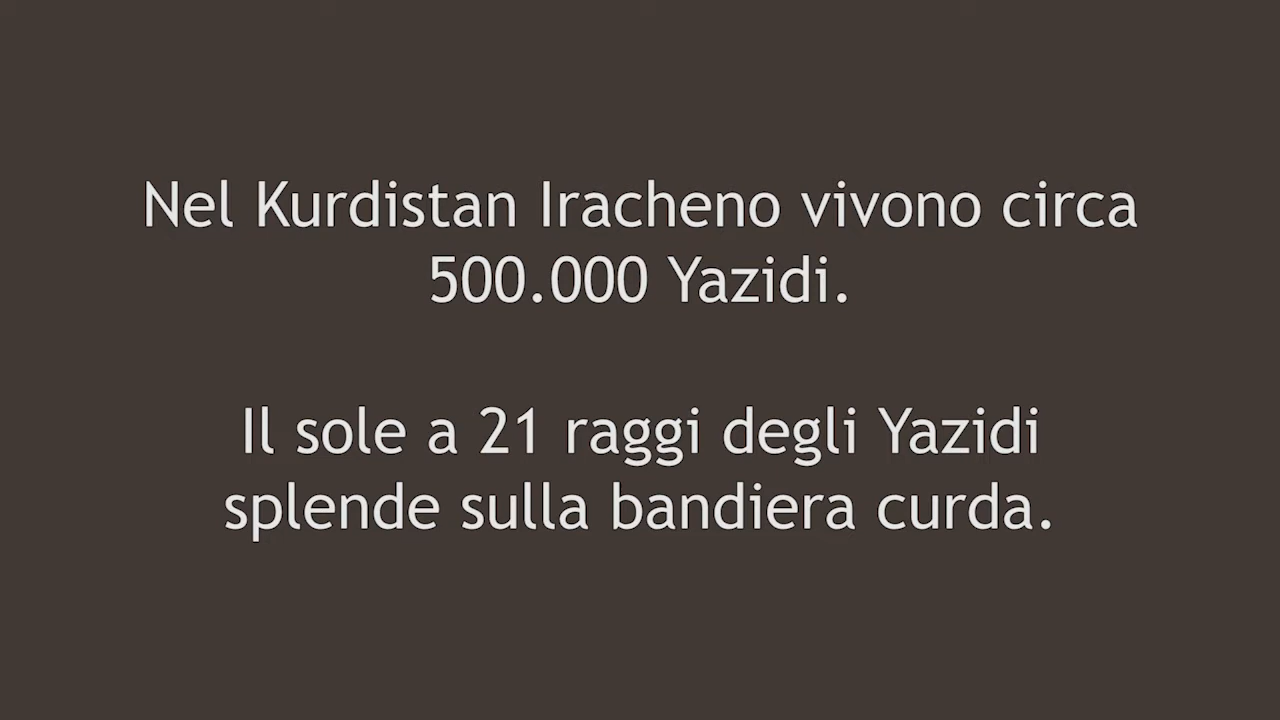 Nel Kurdistan Iracheno vivono circa
500.000 Yazidi.
Il sole a 21 raggi degli Yazidi
splende sulla bandiera curda.